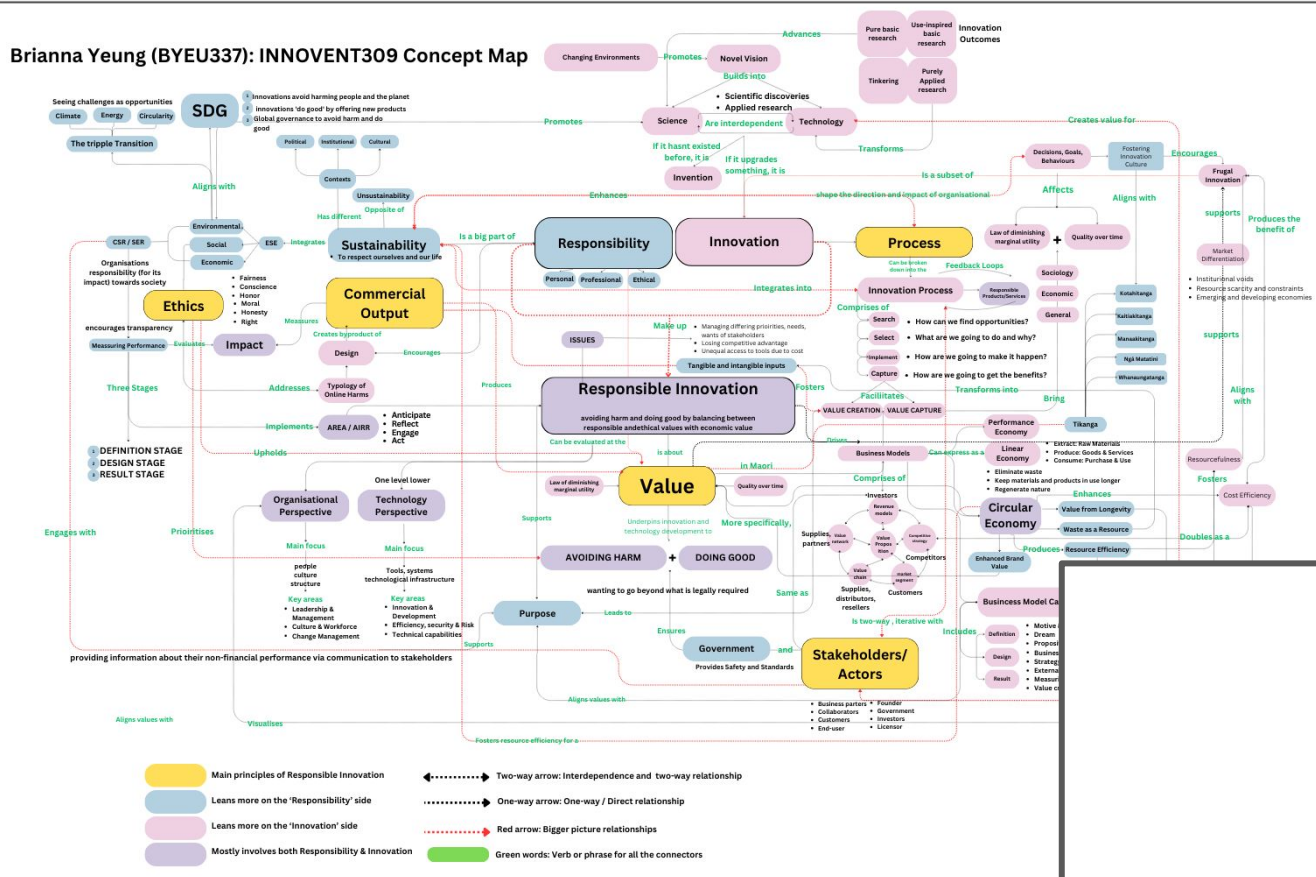 Brianna Yeung (BYEU337): INNOVENT309 Concept Map
Changing Environments
Promotes
Novel Vision
Advances
Pure basic
research
Use-inspired
basic
research
Innovation
Outcomes
Tinkering
Purely
Applied
research
Builds into
Scientific discoveries
Applied research
Science
Are interdependent
Technology
Transforms
Creates value for
If it hasnt existed
before, it is
If it upgrades
something, it is
Invention
Is a subset of
Seeing challenges as opportunities
Climate
Energy
Circularity
The tripple Transition
SDG
1
Innovations avoid harming people and the planet
2
innovations 'do good' by offering new products
3
Global governance to avoid harm and do
good
Promotes
Political
Institutional
Cultural
Contexts
Unsustainability
Opposite of
Has different
Aligns with
Enhances
shape the direction and impact of organisational
Decisions, Goals,
Behaviours
Fostering
Innovation
Culture
Encourages
Frugal
Innovation
Affects
Aligns with
supports
Produces the
benefit of
Law of diminishing
marginal utility
+
Quality over time
Market
Differentiation
Institutional voids
Resource scarcity and constraints
Emerging and developing economies
CSR / SER
Environmental
Social
Economic
ESE
Integrates
Sustainability
To respect ourselves and our life
Is a big part of
Responsibility
Innovation
Process
Personal
Professional
Ethical
Can be broken
down into the
Feedback Loops
Integrates into
Innovation Process
Responsible
Products/Services
Sociology
Economic
General
Kotahitanga
Kaitiakitanga
Manaakitanga
Ngā Matatini
Whanaungatanga
supports
Organisations
responsibility (for its
impact) towards society
Fairness
Conscience
Honor
Moral
Honesty
Right
Ethics
Commercial
Output
Measures
Creates byproduct of
encourages transparency
Meassuring Performance
Evaluates
Impact
Design
Encourages
ISSUES
Make up
Managing differing prioirities, needs,
wants of stakeholders
Losing competitive advantage
Unequal access to tools due to cost
Tangible and intangible inputs
Comprises of
Search
How can we find opportunities?
Select
What are we going to do and why?
Implement
How are we going to make it happen?
Capture
How are we going to get the benefits?
Three Stages
Addresses
Typology of
Online Harms
Produces
Responsible Innovation
avoiding harm and doing good by balancing between
responsible andethical values with economic value
Fosters
Facilitates
Transforms into
Bring
Aligns
with
VALUE CREATION
VALUE CAPTURE
Implements
AREA / AIRR
Anticipate
Reflect
Engage
Act
Performance
Economy
Tikanga
1
DEFINITION STAGE
2
DESIGN STAGE
3
RESULT STAGE
Upholds
Can be evaluated at the
is about
Drives
Business Models
Can express as a
Linear
Economy
Extract: Raw Materials
Produce: Goods & Services
Consume: Purchase & Use
Eliminate waste
Keep materials and products in use longer
Regenerate nature
Resourcefulness
Fosters
Cost Efficiency
One level lower
Organisational
Perspective
Technology
Perspective
Law of diminishing
marginal utility
Value
Quality over time
in Maori
Comprises of
Circular
Economy
Enhances
Value from Longevity
Waste as a Resource
Resource Efficiency
Produces
Doubles as a
Enhanced Brand
Value
Investors
Revenue
models
Supplies,
partners
Value
network
Value
Propos
ition
Competitive
strategy
Competitors
Value
chain
market
segment
Customers
Supplies,
distributors,
resellers
Supports
Underpins innovation and
technology development to
More specifically,
Engages with
Prioiritises
Main focus
people
culture
structure
Key areas
Leadership &
Management
Culture & Workforce
Change Management
Main focus
Tools, systems
technological infrastructure
Key areas
Innovation &
Development
Efficiency, security & Risk
Technical capabilities
AVOIDING HARM
+
DOING GOOD
wanting to go beyond what is legally required
Same as
Purpose
Leads to
Supports
Ensures
Government
and
Provides Safety and Standards
Is two-way , iterative with
Stakeholders/
Actors
Includes
Business Model Ca
Definition
Design
Result
Motive
Dream
Proposi
Busines
Strateg
Externa
Measuri
Value c
providing information about their non-financial performance via communication to stakeholders
Business parters
Collaborators
Customers
End-user
Founder
Government
Investors
Licensor
Aligns values with
Aligns values with
Visualises
Fosters resource efficiency for a
Main principles of Responsible Innovation
Leans more on the ‘Responsibility’ side
Leans more on the ‘Innovation’ side
Mostly involves both Responsibility & Innovation
Two-way arrow: Interdependence and two-way relationship
One-way arrow: One-way / Direct relationship
Red arrow: Bigger picture relationships
Green words: Verb or phrase for all the connectors